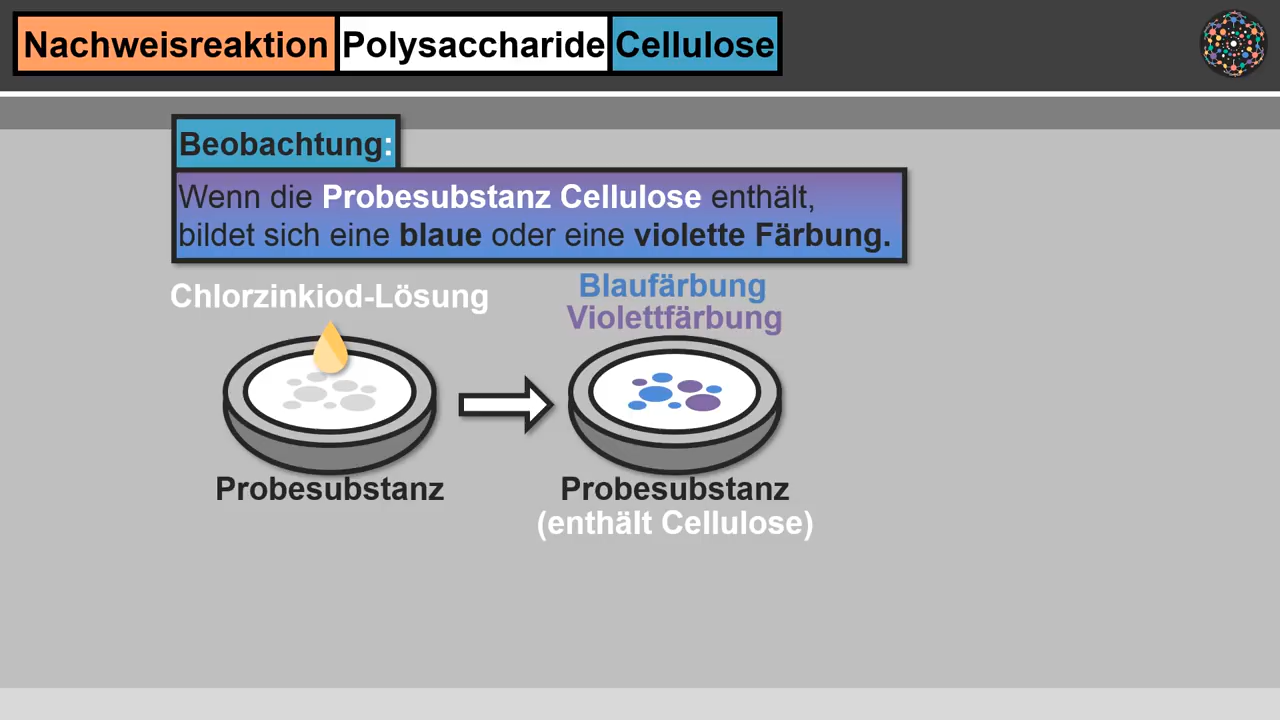 Nachweisreaktion Polysaccharide Cellulose
Beobachtung:
Wenn die Probesubstanz Cellulose enthält,
bildet sich eine blaue oder eine violette Färbung.
Chlorzinkiod-Lösung
Blaufärbung
Violettfärbung
Probesubstanz
Probesubstanz
(enthält Cellulose)